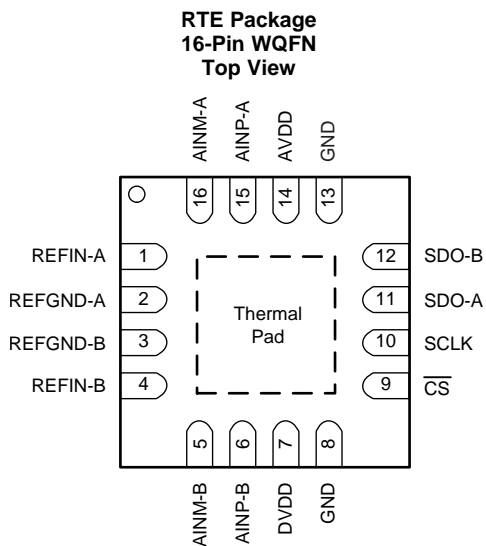 RTE Package
16-Pin WQFN
Top View
AINM-A
AINP-A
AVDD
GND
16
15
14
13
REFIN-A
1
12
SDO-B
REFGND-A
2
11
SDO-A
REFGND-B
3
10
SCLK
REFIN-B
4
9
C̅S̅
Thermal
Pad
5
6
7
8
AINM-B
AINP-B
DVDD
GND